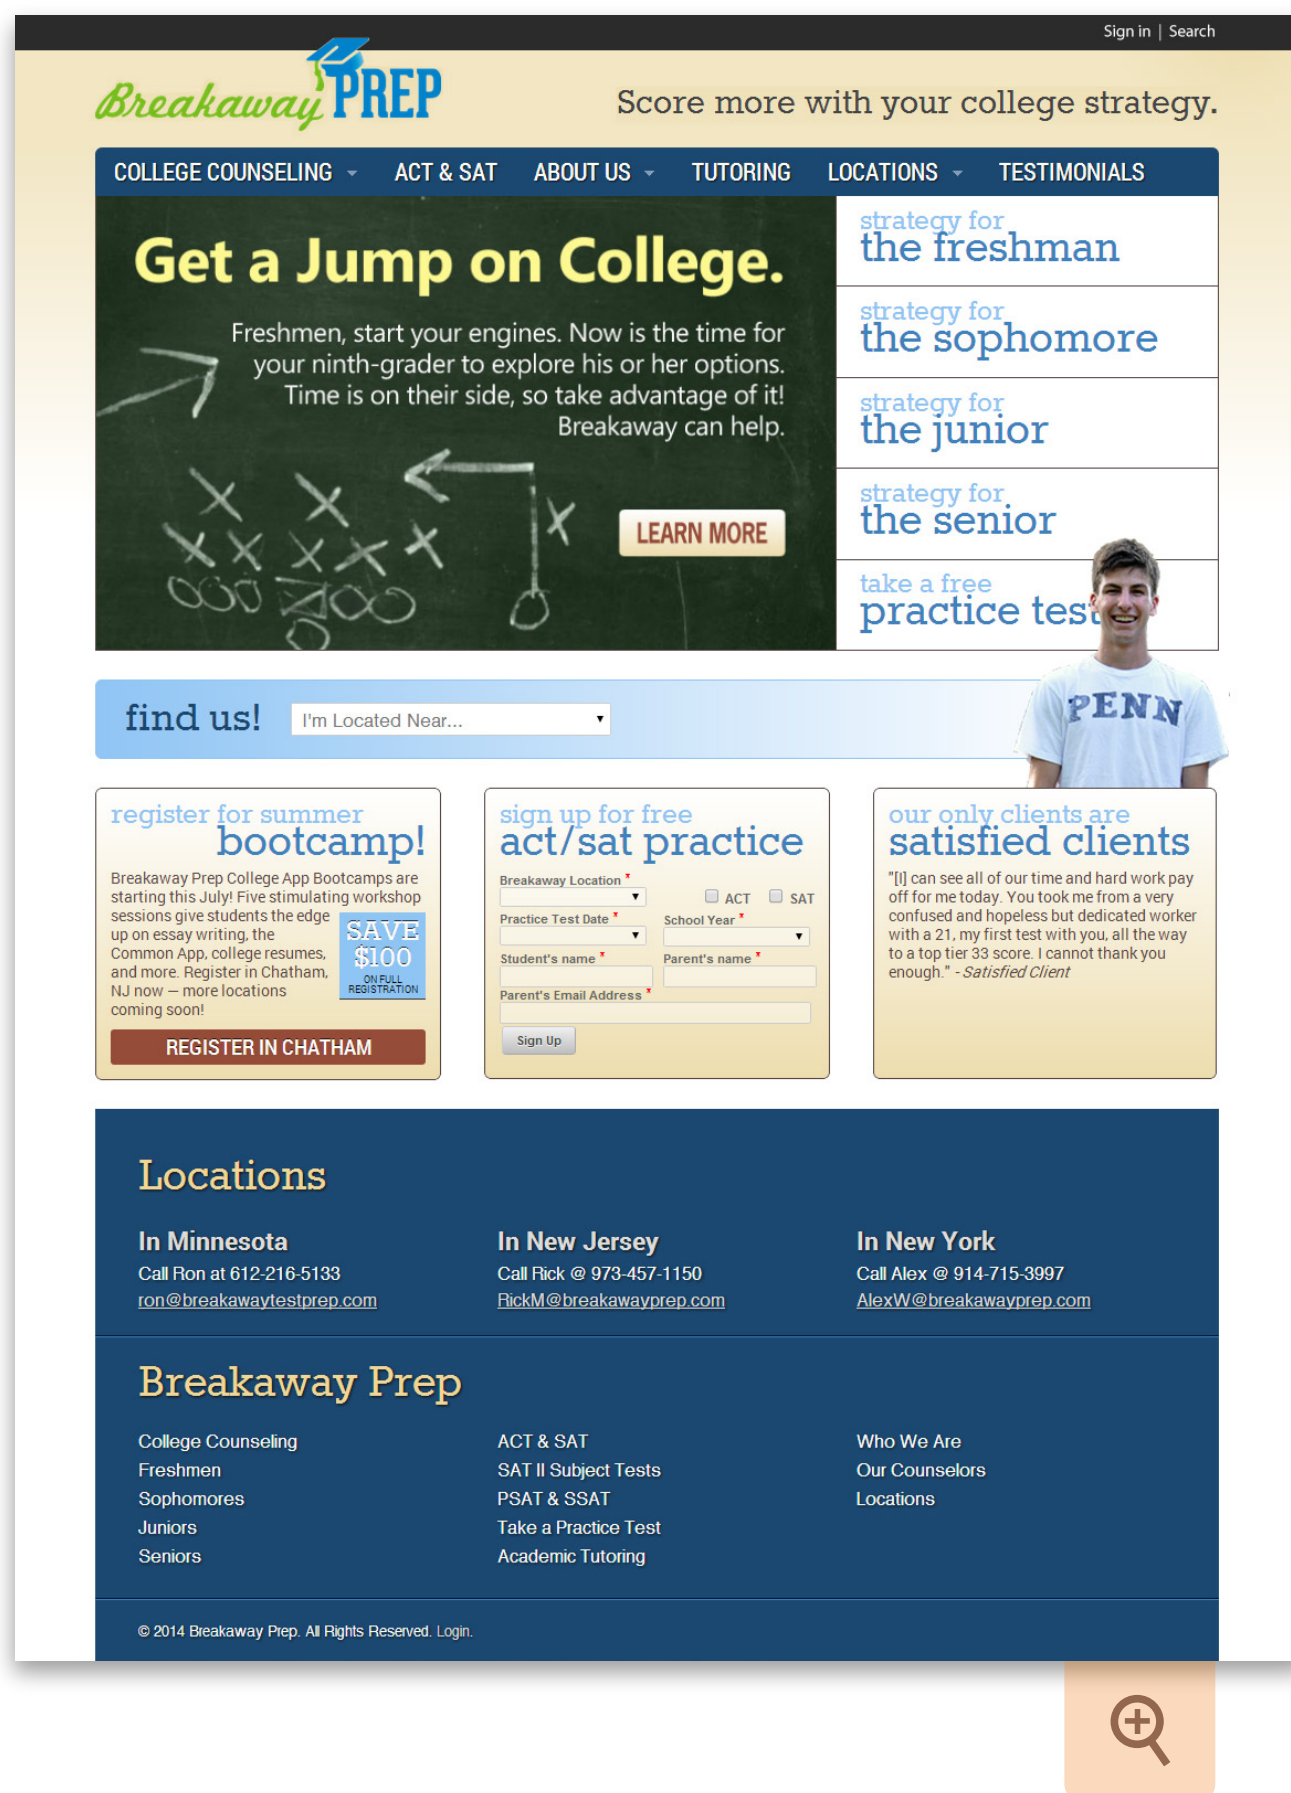 Sign in | Search
Breakaway PREP
Score more with your college strategy.
COLLEGE COUNSELING ACT & SAT ABOUT US TUTORING LOCATIONS TESTIMONIALS
Get a Jump on College.
Freshmen, start your engines. Now is the time for
your ninth-grader to explore his or her options.
Time is on their side, so take advantage of it!
Breakaway can help.
LEARN MORE
strategy for
the freshman
strategy for
the sophomore
strategy for
the junior
strategy for
the senior
take a free
practice test
PENN
find us! I'm Located Near...
register for summer
bootcamp!
Breakaway Prep College App Bootcamps are
starting this July! Five stimulating workshop
sessions give students the edge
up on essay writing, the
Common App, college resumes,
and more. Register in Chatham,
NJ now — more locations
coming soon!
SAVE
$100
ON FULL
REGISTRATION
REGISTER IN CHATHAM
sign up for free
act/sat practice
Breakaway Location *
ACT SAT
Practice Test Date * School Year *
Student's name * Parent's name *
Parent's Email Address *
Sign Up
our only clients are
satisfied clients
"[I] can see all of our time and hard work pay
off for me today. You took me from a very
confused and hopeless but dedicated worker
with a 21, my first test with you, all the way
to a top tier 33 score. I cannot thank you
enough." - Satisfied Client
Locations
In Minnesota
Call Ron at 612-216-5133
ron@breakawaytestprep.com
In New Jersey
Call Rick @ 973-457-1150
RickM@breakawayprep.com
In New York
Call Alex @ 914-715-3997
AlexW@breakawayprep.com
Breakaway Prep
College Counseling
Freshmen
Sophomores
Juniors
Seniors
ACT & SAT
SAT II Subject Tests
PSAT & SSAT
Take a Practice Test
Academic Tutoring
Who We Are
Our Counselors
Locations
© 2014 Breakaway Prep. All Rights Reserved. Login.